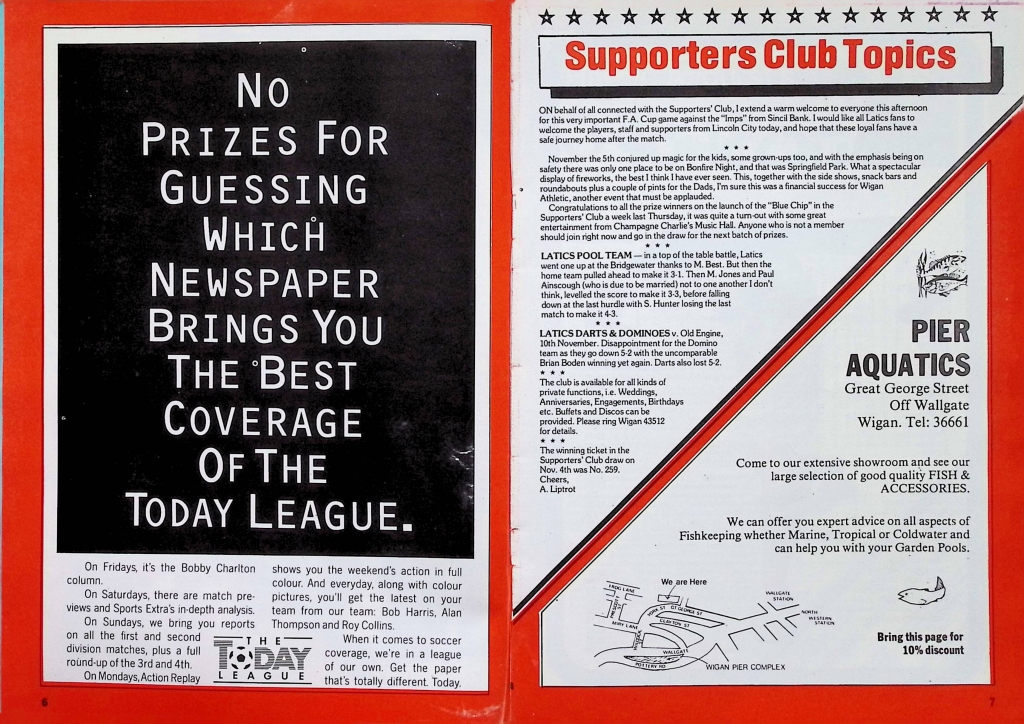 NO
PRIZES FOR
GUESSING
WHICH
NEWSPAPER
BRINGS YOU
THE BEST
COVERAGE
OF THE
TODAY LEAGUE.
On Fridays, it's the Bobby Charlton
column.
On Saturdays, there are match pre-
views and Sports Extra's in-depth analysis.
On Sundays, we bring you reports
on all the first and second
division matches, plus a full
round-up of the 3rd and 4th.
On Mondays, Action Replay
shows you the weekend's action in full
colour. And everyday, along with colour
pictures, you'll get the latest on your
team from our team: Bob Harris, Alan
Thompson and Roy Collins.
When it comes to soccer
coverage, we're in a league
of our own. Get the paper
that's totally different. Today.
THE
TODAY
LEAGUE
6
Supporters Club Topics
ON behalf of all connected with the Supporters' Club, I extend a warm welcome to everyone this afternoon
for this very important F.A. Cup game against the "Imps" from Sincil Bank. I would like all Latics fans to
welcome the players, staff and supporters from Lincoln City today, and hope that these loyal fans have a
safe journey home after the match.
★ ★ ★
November the 5th conjured up magic for the kids, some grown-ups too, and with the emphasis being on
safety there was only one place to be on Bonfire Night, and that was Springfield Park. What a spectacular
display of fireworks, the best I think I have ever seen. This, together with the side shows, snack bars and
roundabouts plus a couple of pints for the Dads, I'm sure this was a financial success for Wigan
Athletic, another event that must be applauded.
Congratulations to all the prize winners on the launch of the "Blue Chip" in the
Supporters' Club a week last Thursday, it was quite a turn-out with some great
entertainment from Champagne Charlie's Music Hall. Anyone who is not a member
should join right now and go in the draw for the next batch of prizes.
★ ★ ★
LATICS POOL TEAM — in a top of the table battle, Latics
went one up at the Bridgewater thanks to M. Best. But then the
home team pulled ahead to make it 3-1. Then M. Jones and Paul
Ainscough (who is due to be married) not to one another I don't
think, levelled the score to make it 3-3, before falling
down at the last hurdle with S. Hunter losing the last
match to make it 4-3.
★ ★ ★
LATICS DARTS & DOMINOES v. Old Engine,
10th November. Disappointment for the Domino
team as they go down 5-2 with the uncomparable
Brian Boden winning yet again. Darts also lost 5-2.
★ ★ ★
The club is available for all kinds of
private functions, i.e. Weddings,
Anniversaries, Engagements, Birthdays
etc. Buffets and Discos can be
provided. Please ring Wigan 43512
for details.
★ ★ ★
The winning ticket in the
Supporters' Club draw on
Nov. 4th was No. 259.
Cheers,
A. Liptrot
PIER
AQUATICS
Great George Street
Off Wallgate
Wigan. Tel: 36661
Come to our extensive showroom and see our
large selection of good quality FISH &
ACCESSORIES.
We can offer you expert advice on all aspects of
Fishkeeping whether Marine, Tropical or Coldwater and
can help you with your Garden Pools.
We are Here
FROG LANE
YORK ST GT GEORGE ST
CLAYTON ST
MIRY LANE
WALLGATE
POTTERY RD
WALLGATE
STATION
NORTH
WESTERN
STATION
WIGAN PIER COMPLEX
Bring this page for
10% discount
7